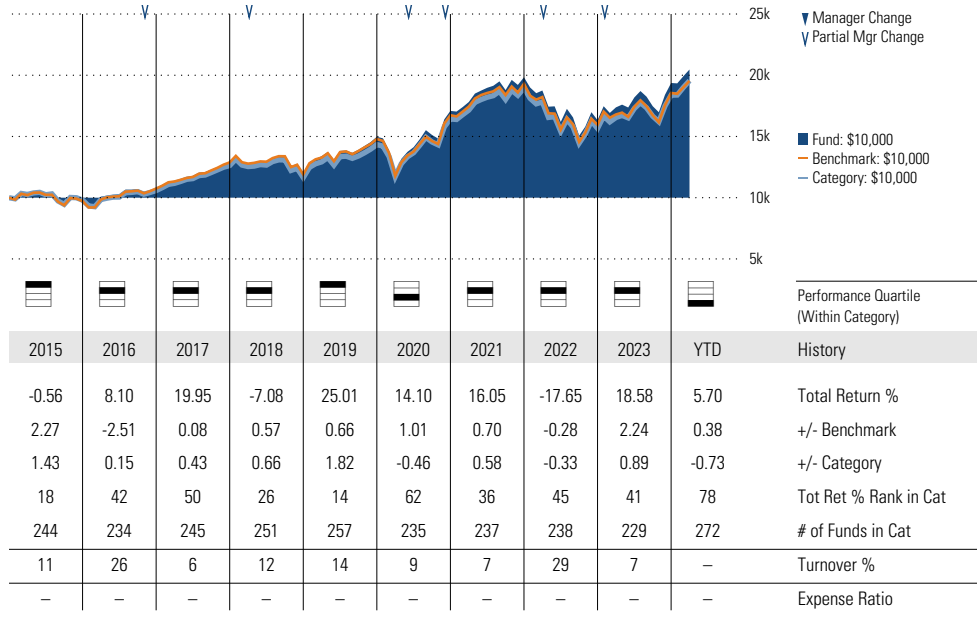 25k
20k
15k
10k
5k
Manager Change
Partial Mgr Change
Fund: $10,000
Benchmark: $10,000
Category: $10,000
Performance Quartile
(Within Category)
2015 2016 2017 2018 2019 2020 2021 2022 2023 YTD History
-0.56 8.10 19.95 -7.08 25.01 14.10 16.05 -17.65 18.58 5.70 Total Return %
2.27 -2.51 0.08 0.57 0.66 1.01 0.70 -0.28 2.24 0.38 +/- Benchmark
1.43 0.15 0.43 0.66 1.82 -0.46 0.58 -0.33 0.89 -0.73 +/- Category
18 42 50 26 14 62 36 45 41 78 Tot Ret % Rank in Cat
244 234 245 251 257 235 237 238 229 272 # of Funds in Cat
11 26 6 12 14 9 7 29 7 – Turnover %
– – – – – – – – – – Expense Ratio